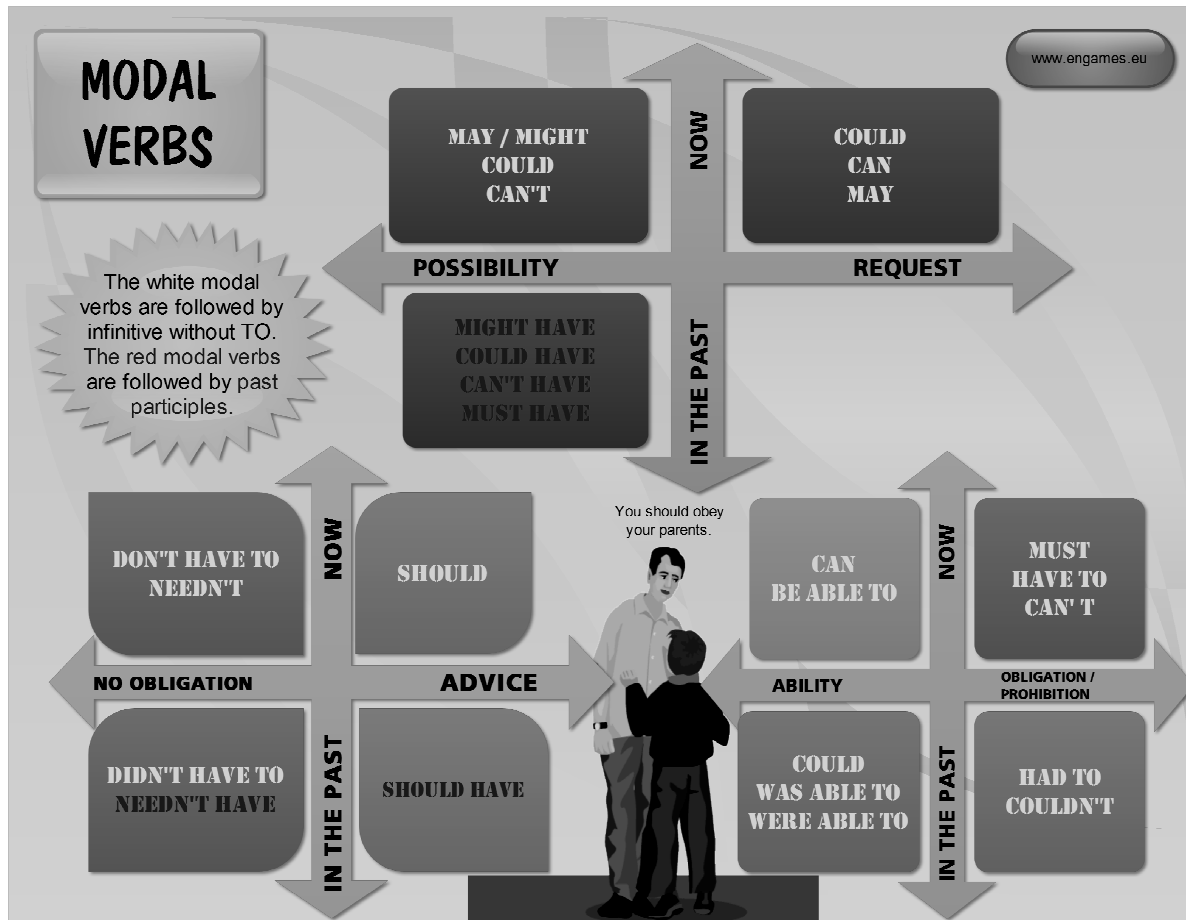 MODAL
VERBS
www.engames.eu
NOW
MAY / MIGHT
COULD
CAN'T
COULD
CAN
MAY
POSSIBILITY
REQUEST
The white modal
verbs are followed by
infinitive without TO.
The red modal verbs
are followed by past
participles.
MIGHT HAVE
COULD HAVE
CAN'T HAVE
MUST HAVE
IN THE PAST
NOW
DON'T HAVE TO
NEEDN'T
SHOULD
NO OBLIGATION
ADVICE
DIDN'T HAVE TO
NEEDN'T HAVE
SHOULD HAVE
IN THE PAST
You should obey
your parents.
NOW
CAN
BE ABLE TO
MUST
HAVE TO
CAN' T
ABILITY
OBLIGATION /
PROHIBITION
COULD
WAS ABLE TO
WERE ABLE TO
HAD TO
COULDN'T
IN THE PAST